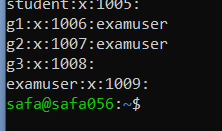 student:x:1005:
g1:x:1006:examuser
g2:x:1007:examuser
g3:x:1008:
examuser:x:1009:
safa@safa056:~$